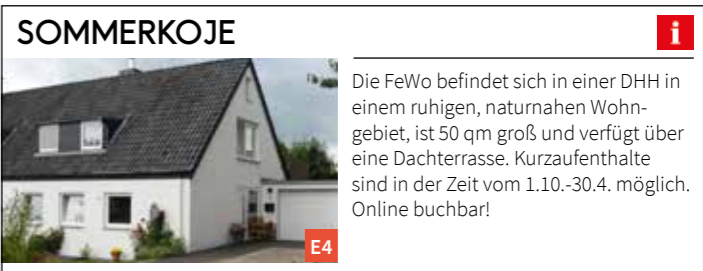 SOMMERKOJE
i
Die FeWo befindet sich in einer DHH in
einem ruhigen, naturnahen Wohn-
gebiet, ist 50 qm groß und verfügt über
eine Dachterrasse. Kurzaufenthalte
sind in der Zeit vom 1.10.-30.4. möglich.
Online buchbar!
E4